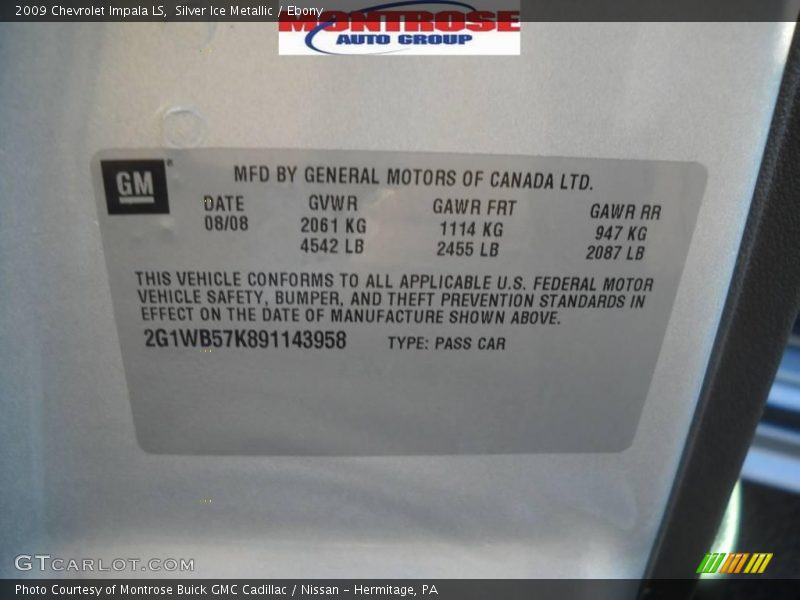 2009 Chevrolet Impala LS, Silver Ice Metallic / Ebony
MONTROSE
AUTO GROUP
GM
MFD BY GENERAL MOTORS OF CANADA LTD.
DATE GVWR GAWR FRT GAWR RR
08/08 2061 KG 1114 KG 947 KG
4542 LB 2455 LB 2087 LB
THIS VEHICLE CONFORMS TO ALL APPLICABLE U.S. FEDERAL MOTOR
VEHICLE SAFETY, BUMPER, AND THEFT PREVENTION STANDARDS IN
EFFECT ON THE DATE OF MANUFACTURE SHOWN ABOVE.
2G1WB57K891143958 TYPE: PASS CAR
GTCARLOT.COM
Photo Courtesy of Montrose Buick GMC Cadillac / Nissan - Hermitage, PA